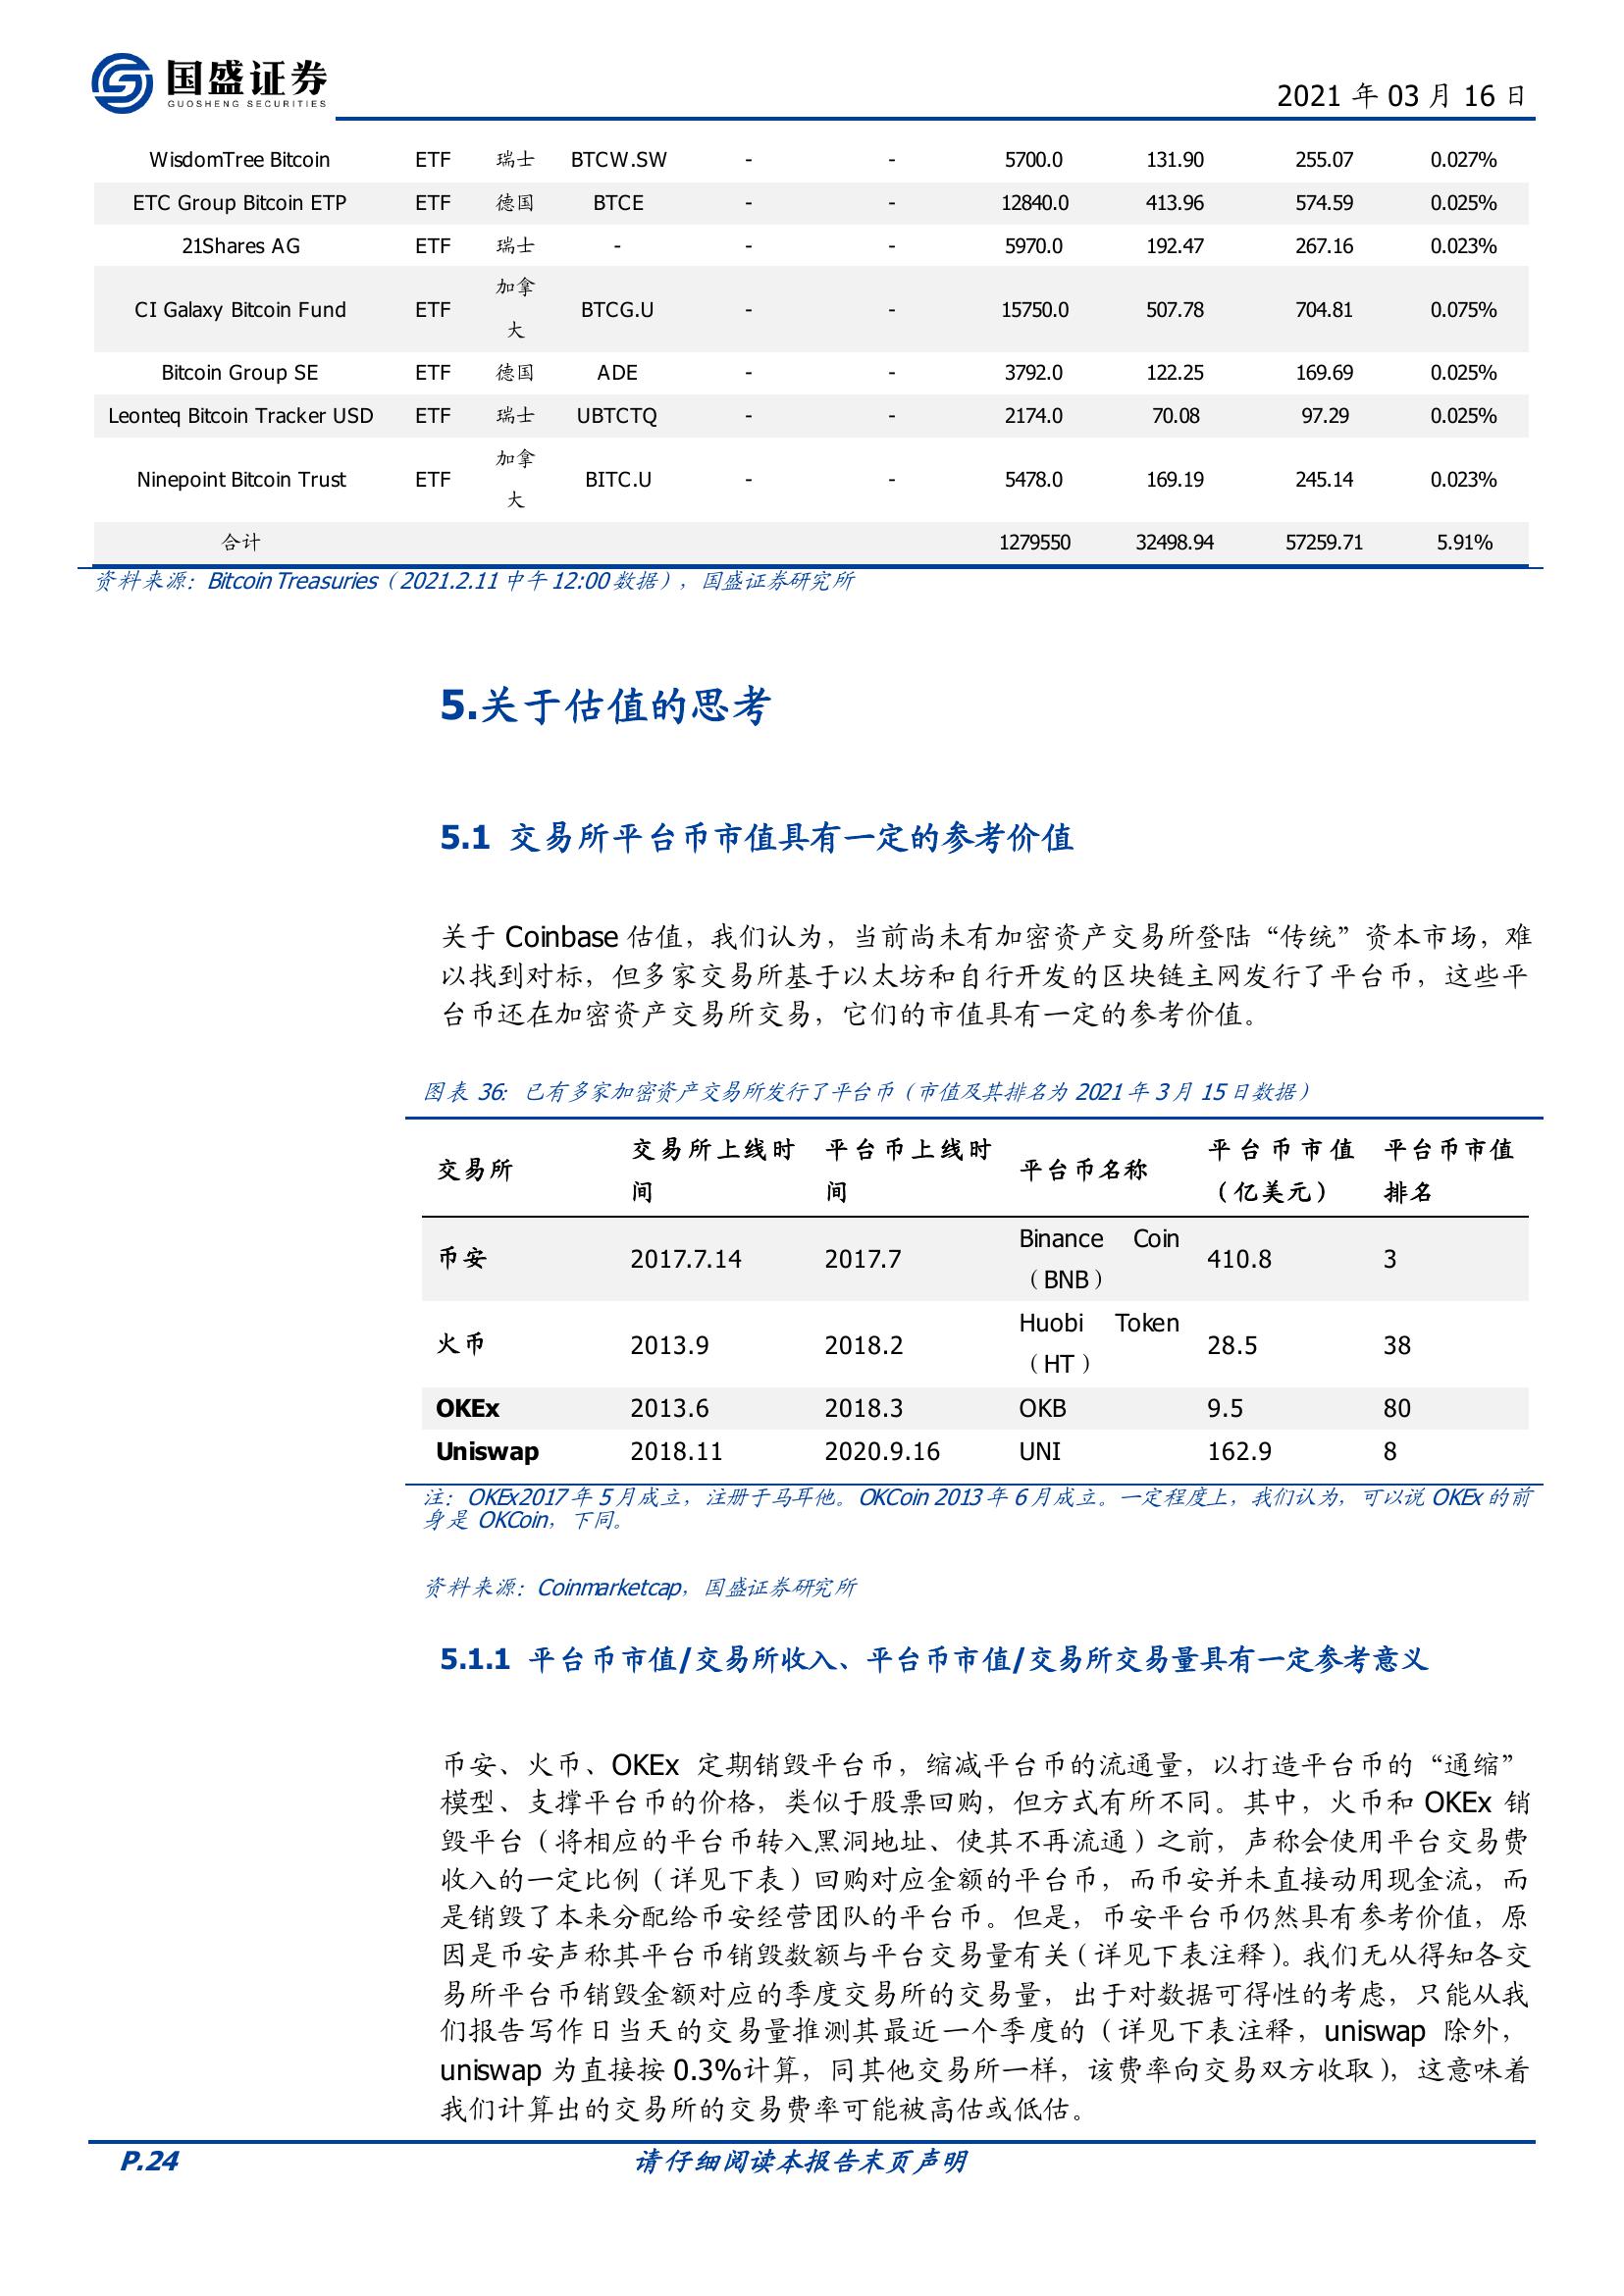 国盛证券
GUOSHENG SECURITIES
2021 年 03 月 16 日
WisdomTree Bitcoin ETF 瑞士 BTCW.SW - - 5700.0 131.90 255.07 0.027%
ETC Group Bitcoin ETP ETF 德国 BTCE - - 12840.0 413.96 574.59 0.025%
21Shares AG ETF 瑞士 - - - 5970.0 192.47 267.16 0.023%
CI Galaxy Bitcoin Fund ETF 加拿大 BTCG.U - - 15750.0 507.78 704.81 0.075%
Bitcoin Group SE ETF 德国 ADE - - 3792.0 122.25 169.69 0.025%
Leonteq Bitcoin Tracker USD ETF 瑞士 UBTCTQ - - 2174.0 70.08 97.29 0.025%
Ninepoint Bitcoin Trust ETF 加拿大 BITC.U - - 5478.0 169.19 245.14 0.023%
合计 1279550 32498.94 57259.71 5.91%
资料来源：Bitcoin Treasuries（2021.2.11 中午 12:00 数据），国盛证券研究所
5.关于估值的思考
5.1 交易所平台币市值具有一定的参考价值
关于 Coinbase 估值，我们认为，当前尚未有加密资产交易所登陆“传统”资本市场，难
以找到对标，但多家交易所基于以太坊和自行开发的区块链主网发行了平台币，这些平
台币还在加密资产交易所交易，它们的市值具有一定的参考价值。
图表 36: 已有多家加密资产交易所发行了平台币（市值及其排名为 2021 年 3 月 15 日数据）
交易所 交易所上线时间 平台币上线时间 平台币名称 平台币市值（亿美元） 平台币市值排名
币安 2017.7.14 2017.7 Binance Coin（BNB） 410.8 3
火币 2013.9 2018.2 Huobi Token（HT） 28.5 38
OKEx 2013.6 2018.3 OKB 9.5 80
Uniswap 2018.11 2020.9.16 UNI 162.9 8
注：OKEx2017 年 5 月成立，注册于马耳他。OKCoin 2013 年 6 月成立。一定程度上，我们认为，可以说 OKEx 的前
身是 OKCoin，下同。
资料来源：Coinmarketcap，国盛证券研究所
5.1.1 平台币市值/交易所收入、平台币市值/交易所交易量具有一定参考意义
币安、火币、OKEx 定期销毁平台币，缩减平台币的流通量，以打造平台币的“通缩”
模型、支撑平台币的价格，类似于股票回购，但方式有所不同。其中，火币和 OKEx 销
毁平台（将相应的平台币转入黑洞地址、使其不再流通）之前，声称会使用平台交易费
收入的一定比例（详见下表）回购对应金额的平台币，而币安并未直接动用现金流，而
是销毁了本来分配给币安经营团队的平台币。但是，币安平台币仍然具有参考价值，原
因是币安声称其平台币销毁数额与平台交易量有关（详见下表注释）。我们无从得知各交
易所平台币销毁金额对应的季度交易所的交易量，出于对数据可得性的考虑，只能从我
们报告写作日当天的交易量推测其最近一个季度的（详见下表注释，uniswap 除外，
uniswap 为直接按 0.3%计算，同其他交易所一样，该费率向交易双方收取），这意味着
我们计算出的交易所的交易费率可能被高估或低估。
P.24 请仔细阅读本报告末页声明